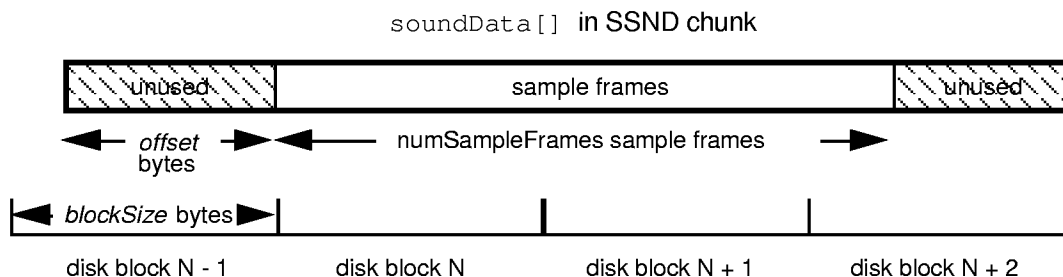 soundData[] in SSND chunk
unused sample frames unused
offset bytes numSampleFrames sample frames
blockSize bytes
disk block N - 1 disk block N disk block N + 1 disk block N + 2